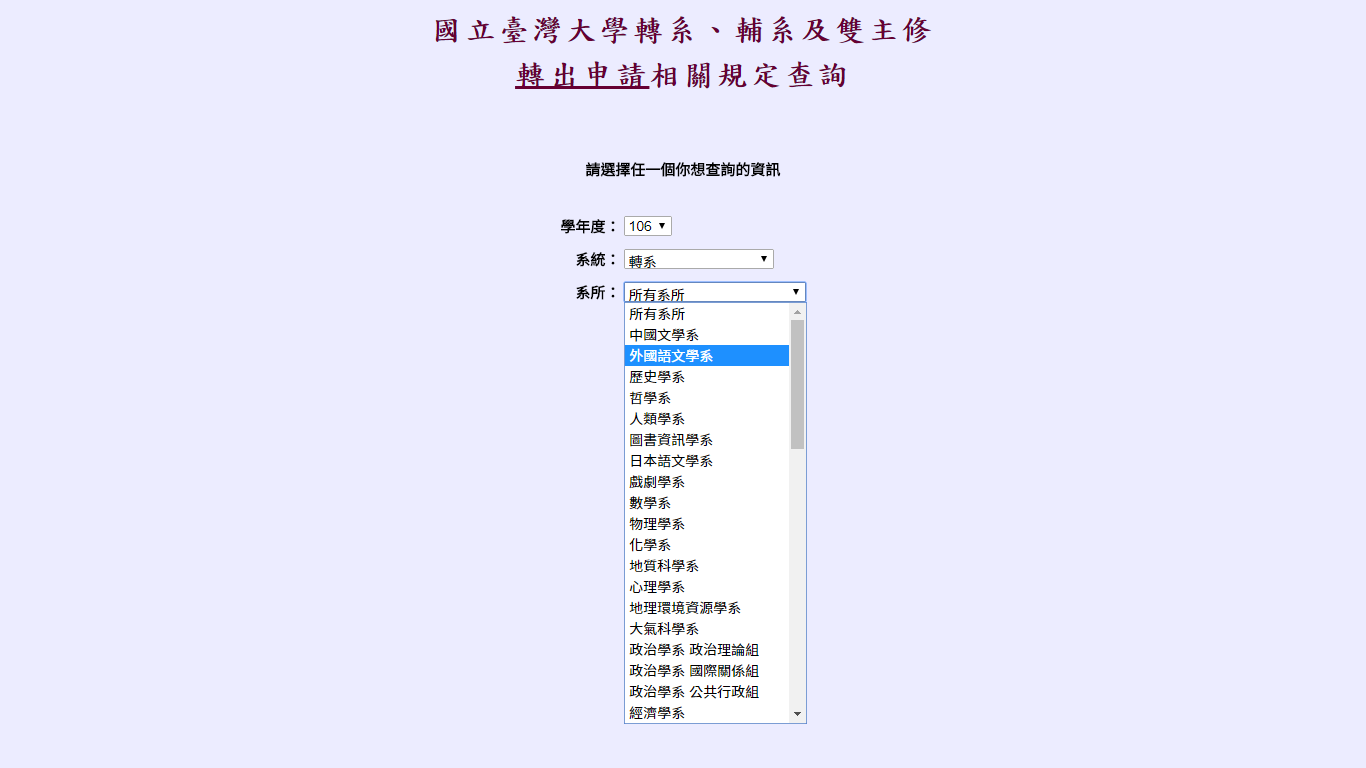 國立臺灣大學轉系、輔系及雙主修
轉出申請相關規定查詢
請選擇任一個你想查詢的資訊
學年度： 106
系統： 轉系
系所： 所有系所
所有系所
中國文學系
外國語文學系
歷史學系
哲學系
人類學系
圖書資訊學系
日本語文學系
戲劇學系
數學系
物理學系
化學系
地質科學系
心理學系
地理環境資源學系
大氣科學系
政治學系 政治理論組
政治學系 國際關係組
政治學系 公共行政組
經濟學系